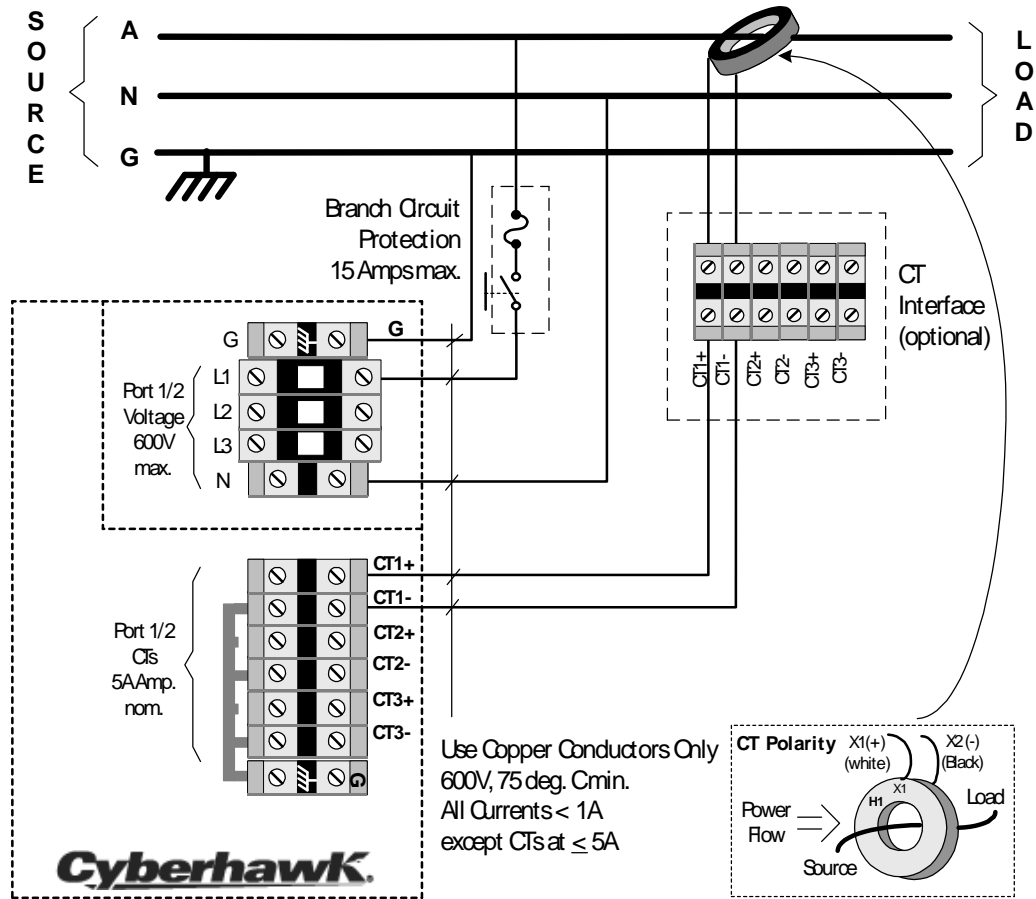 SOURCE
A
N
G
LOAD
Branch Circuit
Protection
15 Amps max.
CT
Interface
(optional)
CT1+
CT1-
CT2+
CT2-
CT3+
CT3-
G
G
L1
L2
L3
N
Port 1/2
Voltage
600V
max.
CT1+
CT1-
CT2+
CT2-
CT3+
CT3-
G
Port 1/2
CTs
5A Amp.
nom.
Use Copper Conductors Only
600V, 75 deg. C min.
All Currents < 1A
except CTs at ≤ 5A
CT Polarity
X1(+)
(white)
X2(-)
(Black)
H1
X1
Load
Power
Flow
Source
Cyberhawk.